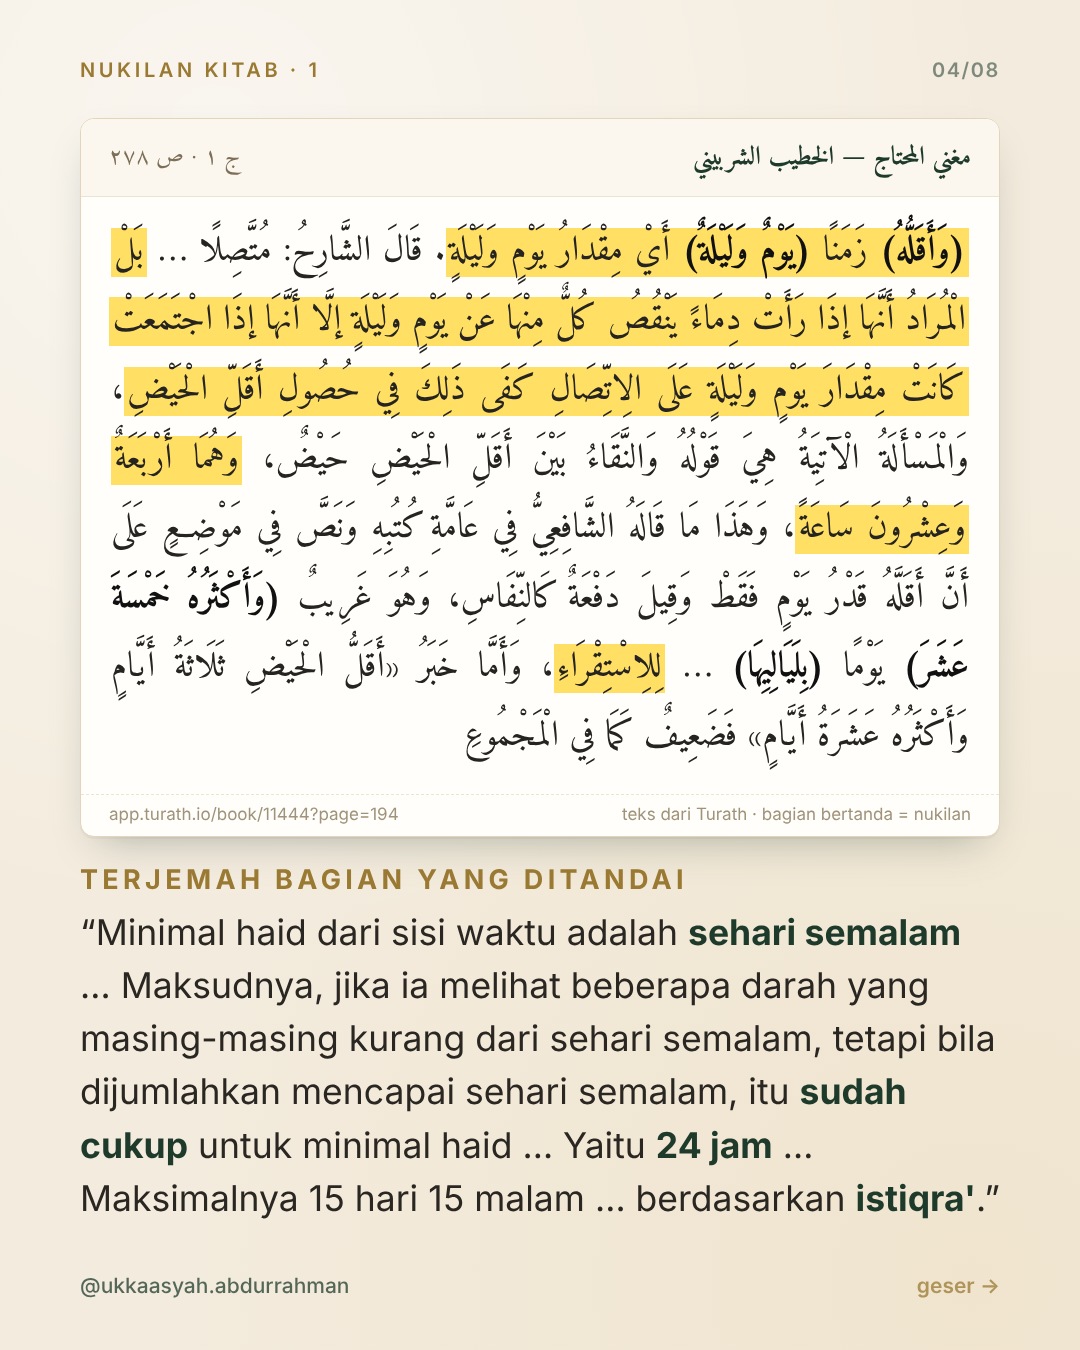 NUKILAN KITAB · 1
04/08
مغني المحتاج — الخطيب الشربيني
ج ١ · ص ٢٧٨
(وَأَقَلُّهُ) زَمَنًا (يَوْمٌ وَلَيْلَةٌ) أَيْ مِقْدَارُ يَوْمٍ وَلَيْلَةٍ. قَالَ الشَّارِحُ: مُتَّصِلًا ... بَلْ
الْمُرَادُ أَنَّهَا إذَا رَأَتْ دِمَاءً يَنْقُصُ كُلٌّ مِنْهَا عَنْ يَوْمٍ وَلَيْلَةٍ إلَّا أَنَّهَا إذَا اجْتَمَعَتْ
كَانَتْ مِقْدَارَ يَوْمٍ وَلَيْلَةٍ عَلَى الِاتِّصَالِ كَفَى ذَلِكَ فِي حُصُولِ أَقَلِّ الْحَيْضِ،
وَالْمَسْأَلَةُ الْآتِيَةُ هِيَ قَوْلُهُ وَالنَّقَاءُ بَيْنَ أَقَلِّ الْحَيْضِ حَيْضٌ، وَهُمَا أَرْبَعَةٌ
وَعِشْرُونَ سَاعَةً، وَهَذَا مَا قَالَهُ الشَّافِعِيُّ فِي عَامَّةِ كُتُبِهِ وَنَصَّ فِي مَوْضِعٍ عَلَى
أَنَّ أَقَلَّهُ قَدْرُ يَوْمٍ فَقَطْ وَقِيلَ دَفْعَةٌ كَالنِّفَاسِ، وَهُوَ غَرِيبٌ (وَأَكْثَرُهُ خَمْسَةَ
عَشَرَ) يَوْمًا (بِلَيَالِيهَا) ... لِلِاسْتِقْرَاءِ، وَأَمَّا خَبَرُ «أَقَلُّ الْحَيْضِ ثَلَاثَةُ أَيَّامٍ
وَأَكْثَرُهُ عَشَرَةُ أَيَّامٍ» فَضَعِيفٌ كَمَا فِي الْمَجْمُوعِ
app.turath.io/book/11444?page=194
teks dari Turath · bagian bertanda = nukilan
TERJEMAH BAGIAN YANG DITANDAI
“Minimal haid dari sisi waktu adalah sehari semalam
... Maksudnya, jika ia melihat beberapa darah yang
masing-masing kurang dari sehari semalam, tetapi bila
dijumlahkan mencapai sehari semalam, itu sudah
cukup untuk minimal haid ... Yaitu 24 jam ...
Maksimalnya 15 hari 15 malam ... berdasarkan istiqra'.”
@ukkaasyah.abdurrahman
geser →